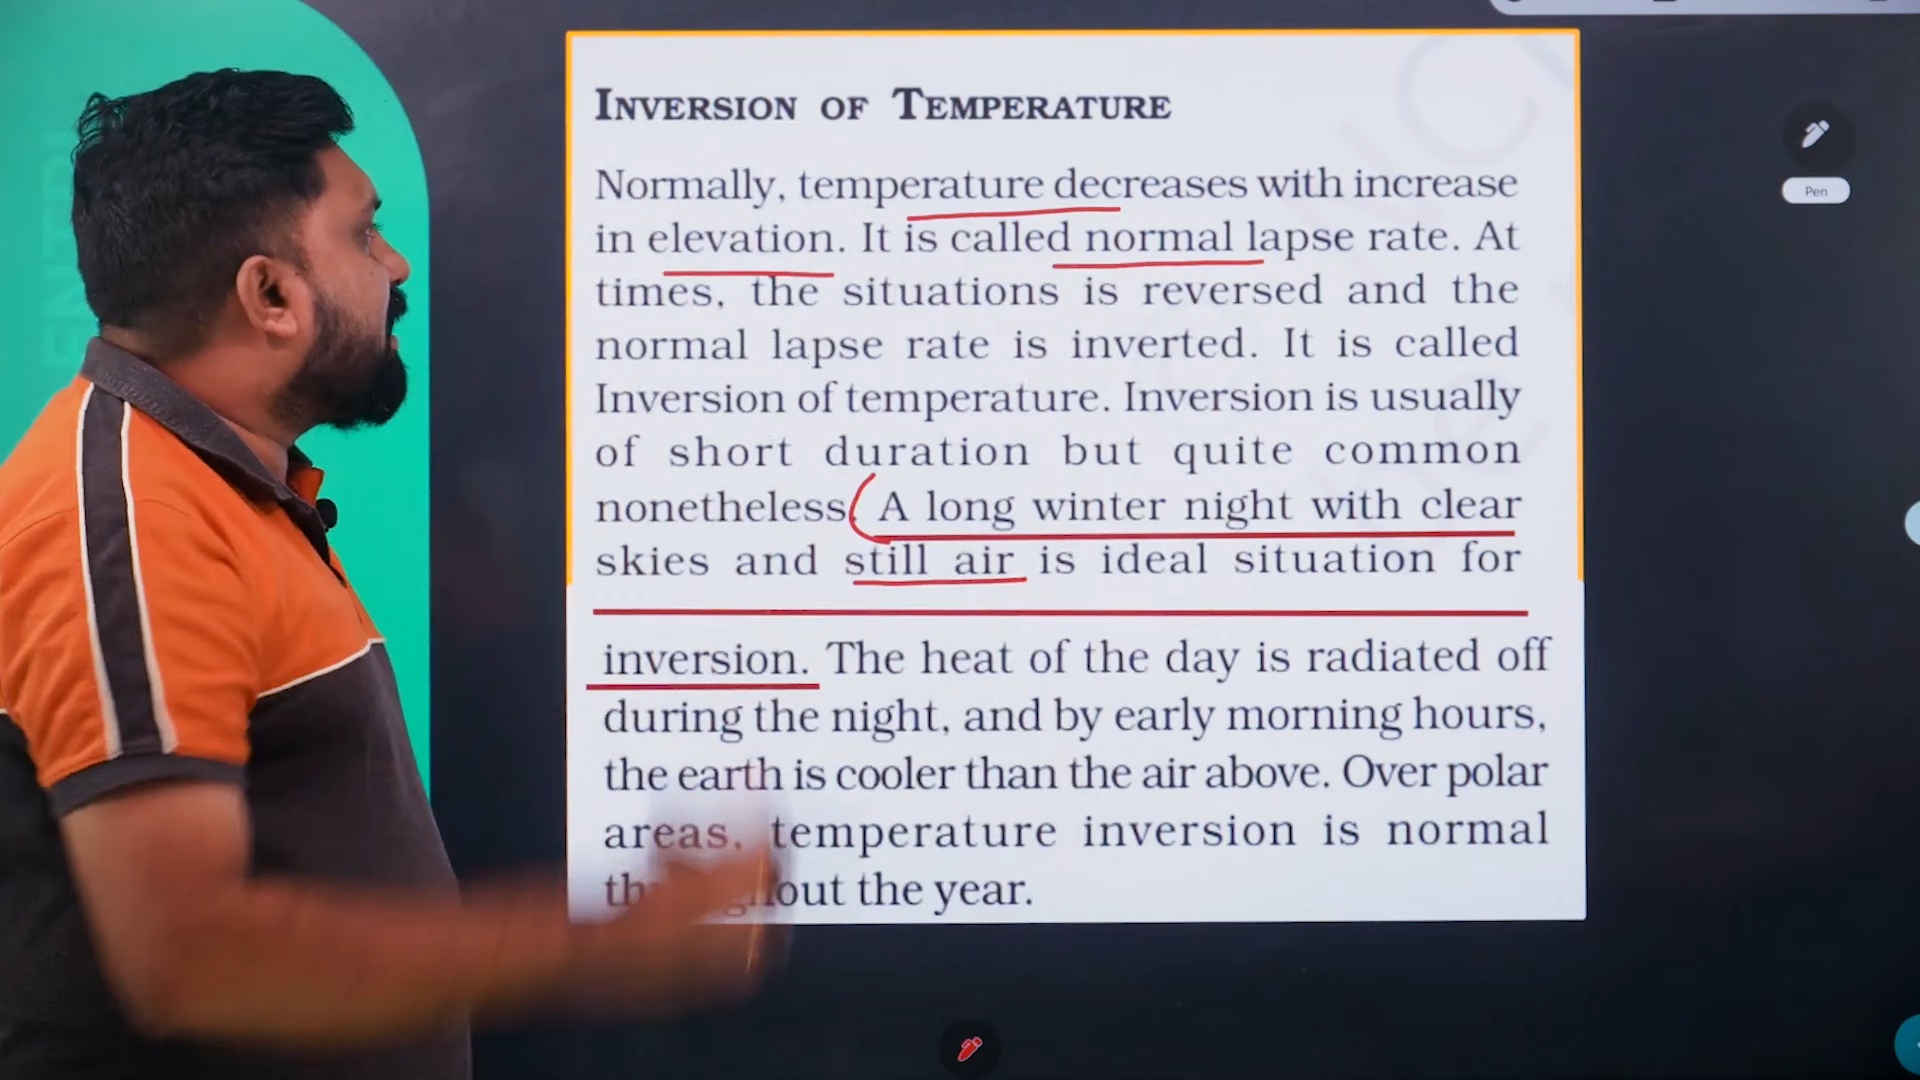 INVERSION OF TEMPERATURE
Normally, temperature decreases with increase
in elevation. It is called normal lapse rate. At
times, the situations is reversed and the
normal lapse rate is inverted. It is called
Inversion of temperature. Inversion is usually
of short duration but quite common
nonetheless. A long winter night with clear
skies and still air is ideal situation for
inversion. The heat of the day is radiated off
during the night, and by early morning hours,
the earth is cooler than the air above. Over polar
areas, temperature inversion is normal
throughout the year.
Pen
ENTRI